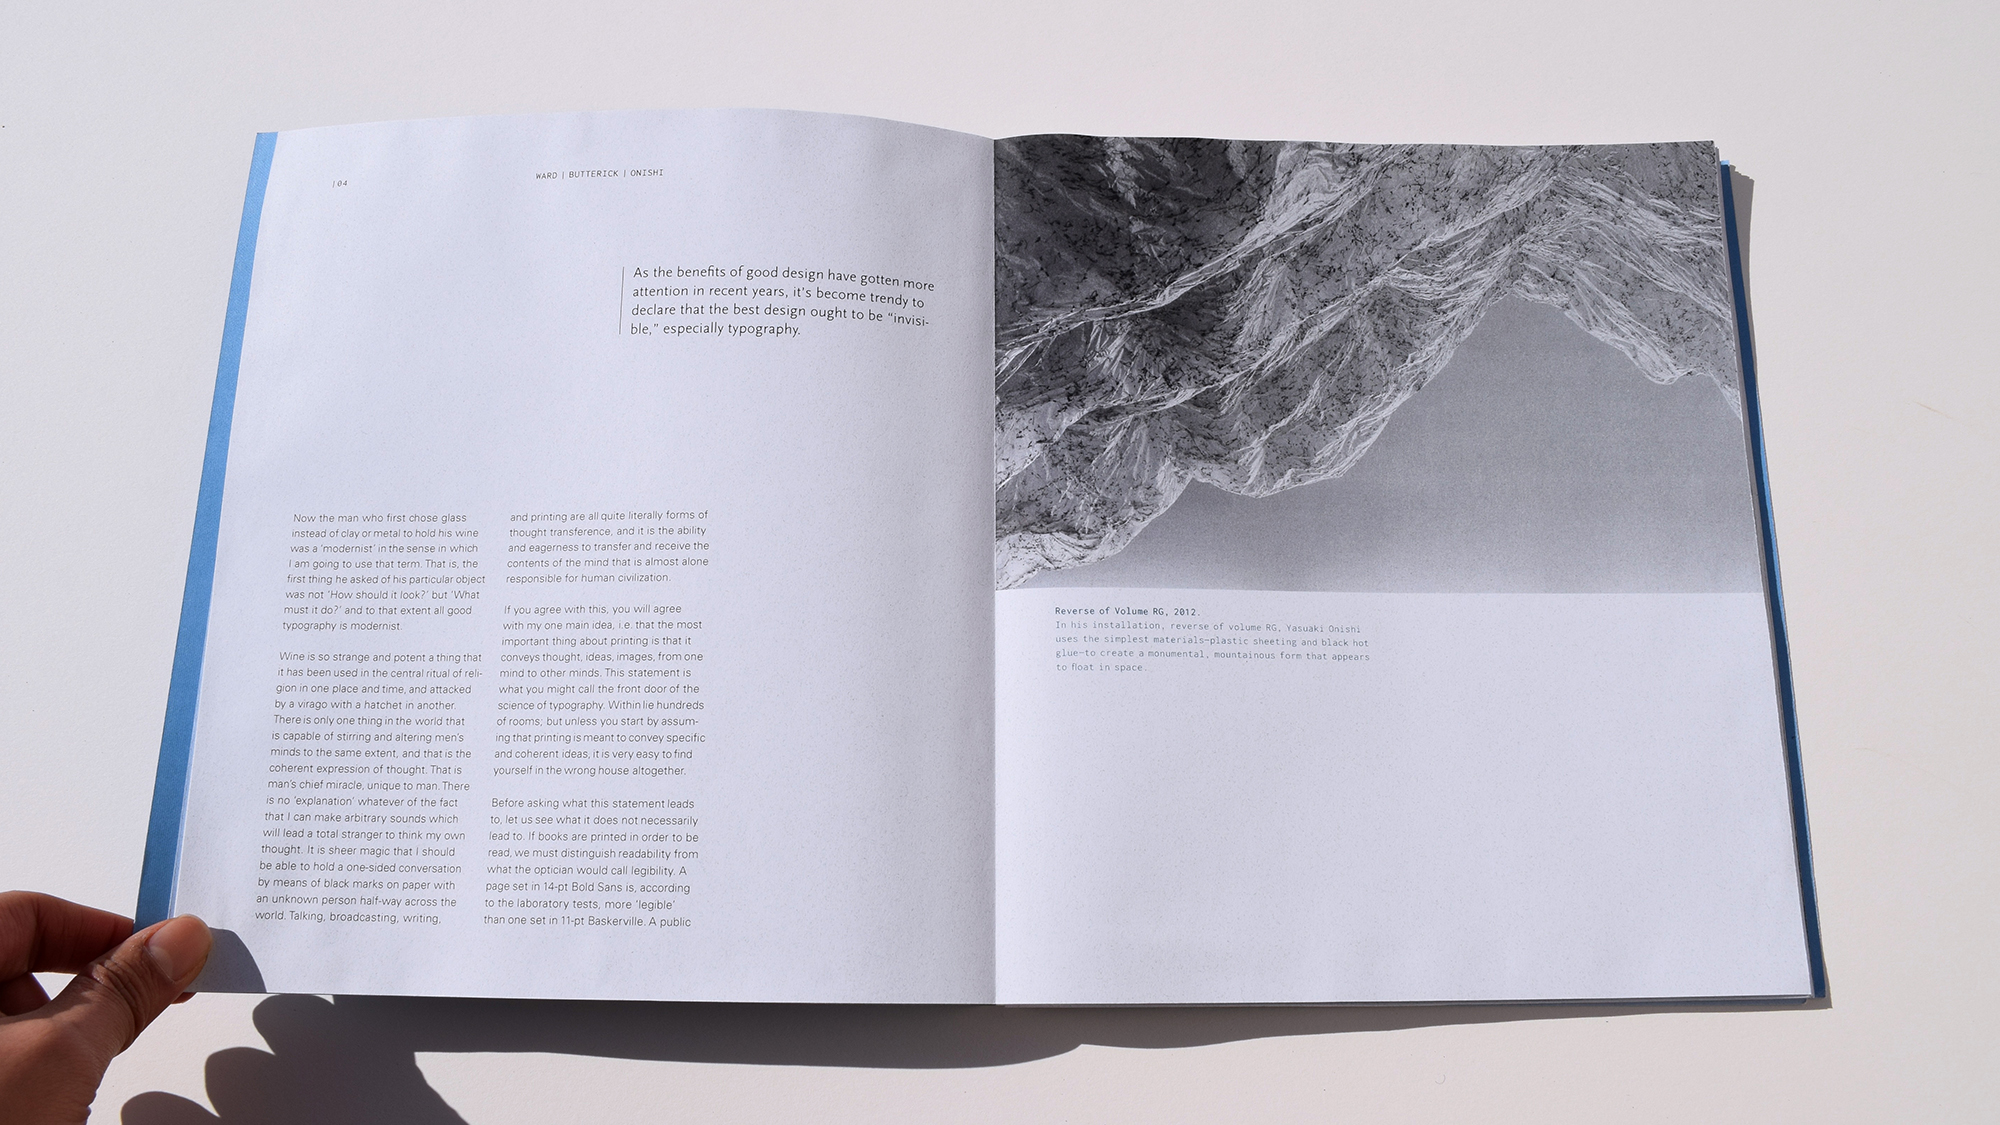 |04
WARD | BUTTERICK | ONISHI
As the benefits of good design have gotten more
attention in recent years, it's become trendy to
declare that the best design ought to be “invisi-
ble,” especially typography.
Now the man who first chose glass
instead of clay or metal to hold his wine
was a 'modernist' in the sense in which
I am going to use that term. That is, the
first thing he asked of his particular object
was not 'How should it look?' but 'What
must it do?' and to that extent all good
typography is modernist.
Wine is so strange and potent a thing that
it has been used in the central ritual of reli-
gion in one place and time, and attacked
by a virago with a hatchet in another.
There is only one thing in the world that
is capable of stirring and altering men's
minds to the same extent, and that is the
coherent expression of thought. That is
man's chief miracle, unique to man. There
is no 'explanation' whatever of the fact
that I can make arbitrary sounds which
will lead a total stranger to think my own
thought. It is sheer magic that I should
be able to hold a one-sided conversation
by means of black marks on paper with
an unknown person half-way across the
world. Talking, broadcasting, writing,
and printing are all quite literally forms of
thought transference, and it is the ability
and eagerness to transfer and receive the
contents of the mind that is almost alone
responsible for human civilization.
If you agree with this, you will agree
with my one main idea, i.e. that the most
important thing about printing is that it
conveys thought, ideas, images, from one
mind to other minds. This statement is
what you might call the front door of the
science of typography. Within lie hundreds
of rooms; but unless you start by assum-
ing that printing is meant to convey specific
and coherent ideas, it is very easy to find
yourself in the wrong house altogether.
Before asking what this statement leads
to, let us see what it does not necessarily
lead to. If books are printed in order to be
read, we must distinguish readability from
what the optician would call legibility. A
page set in 14-pt Bold Sans is, according
to the laboratory tests, more 'legible'
than one set in 11-pt Baskerville. A public
Reverse of Volume RG, 2012.
In his installation, reverse of volume RG, Yasuaki Onishi
uses the simplest materials—plastic sheeting and black hot
glue—to create a monumental, mountainous form that appears
to float in space.